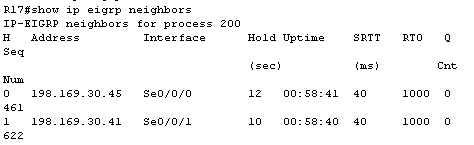 R17#show ip eigrp neighbors
IP-EIGRP neighbors for process 200
H Address Interface Hold Uptime SRTT RTO Q
Seq
(sec) (ms) Cnt
Num
0 198.169.30.45 Se0/0/0 12 00:58:41 40 1000 0
461
1 198.169.30.41 Se0/0/1 10 00:58:40 40 1000 0
622